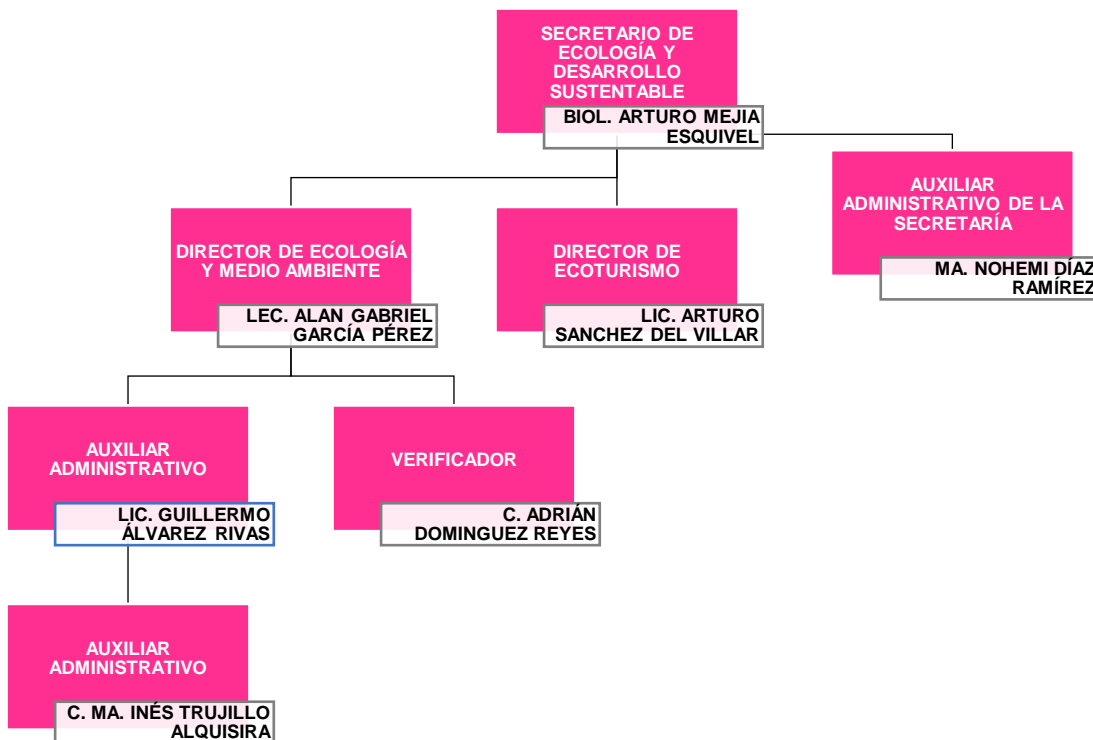 SECRETARIO DE
ECOLOGÍA Y
DESARROLLO
SUSTENTABLE
BIOL. ARTURO MEJIA
ESQUIVEL
AUXILIAR
ADMINISTRATIVO DE LA
SECRETARÍA
MA. NOHEMI DÍAZ
RAMÍREZ
DIRECTOR DE ECOLOGÍA
Y MEDIO AMBIENTE
LEC. ALAN GABRIEL
GARCÍA PÉREZ
DIRECTOR DE
ECOTURISMO
LIC. ARTURO
SANCHEZ DEL VILLAR
AUXILIAR
ADMINISTRATIVO
LIC. GUILLERMO
ÁLVAREZ RIVAS
VERIFICADOR
C. ADRIÁN
DOMINGUEZ REYES
AUXILIAR
ADMINISTRATIVO
C. MA. INÉS TRUJILLO
ALQUISIRA